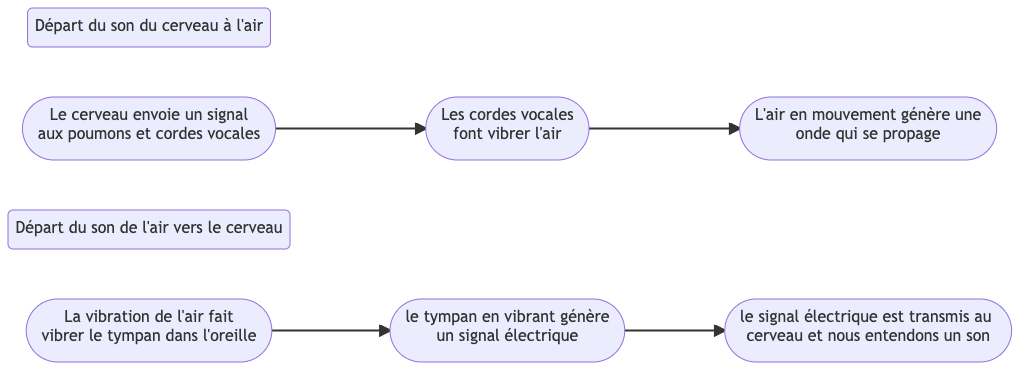 Départ du son du cerveau à l'air
Le cerveau envoie un signal
aux poumons et cordes vocales
Les cordes vocales
font vibrer l'air
L'air en mouvement génère une
onde qui se propage
Départ du son de l'air vers le cerveau
La vibration de l'air fait
vibrer le tympan dans l'oreille
le tympan en vibrant génère
un signal électrique
le signal électrique est transmis au
cerveau et nous entendons un son